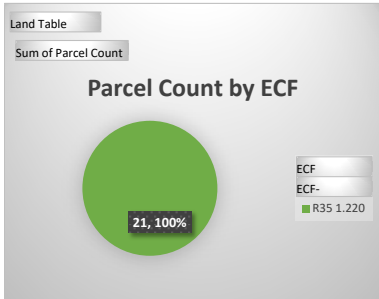 Land Table
Sum of Parcel Count
Parcel Count by ECF
21, 100%
ECF
ECF-
R35 1.220